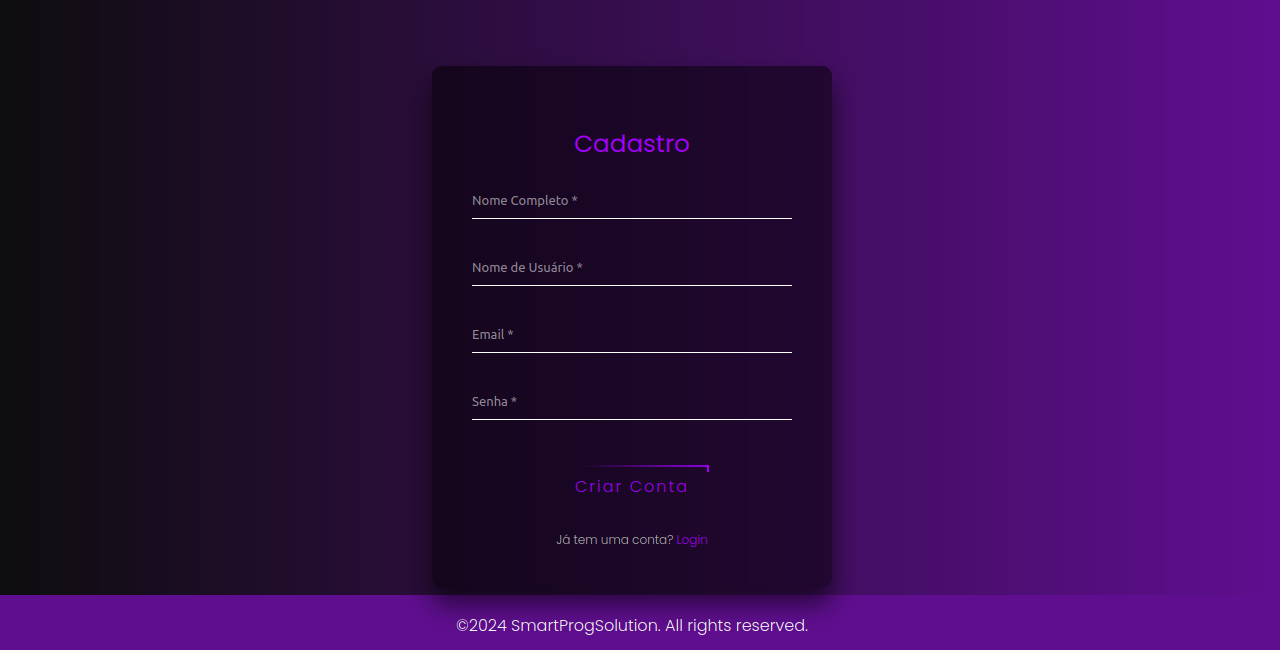 Cadastro
Nome Completo *
Nome de Usuário *
Email *
Senha *
Criar Conta
Já tem uma conta? Login
©2024 SmartProgSolution. All rights reserved.